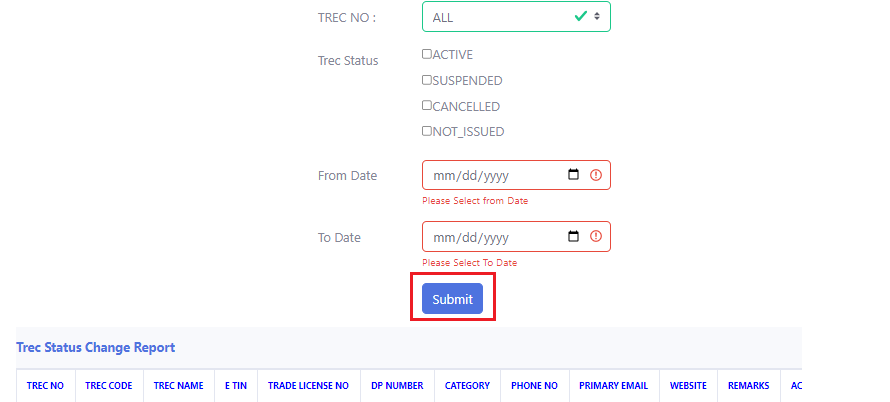 TREC NO :
ALL
Trec Status
ACTIVE
SUSPENDED
CANCELLED
NOT_ISSUED
From Date
mm/dd/yyyy
Please Select from Date
To Date
mm/dd/yyyy
Please Select To Date
Submit
Trec Status Change Report
TREC NO TREC CODE TREC NAME E TIN TRADE LICENSE NO DP NUMBER CATEGORY PHONE NO PRIMARY EMAIL WEBSITE REMARKS AC